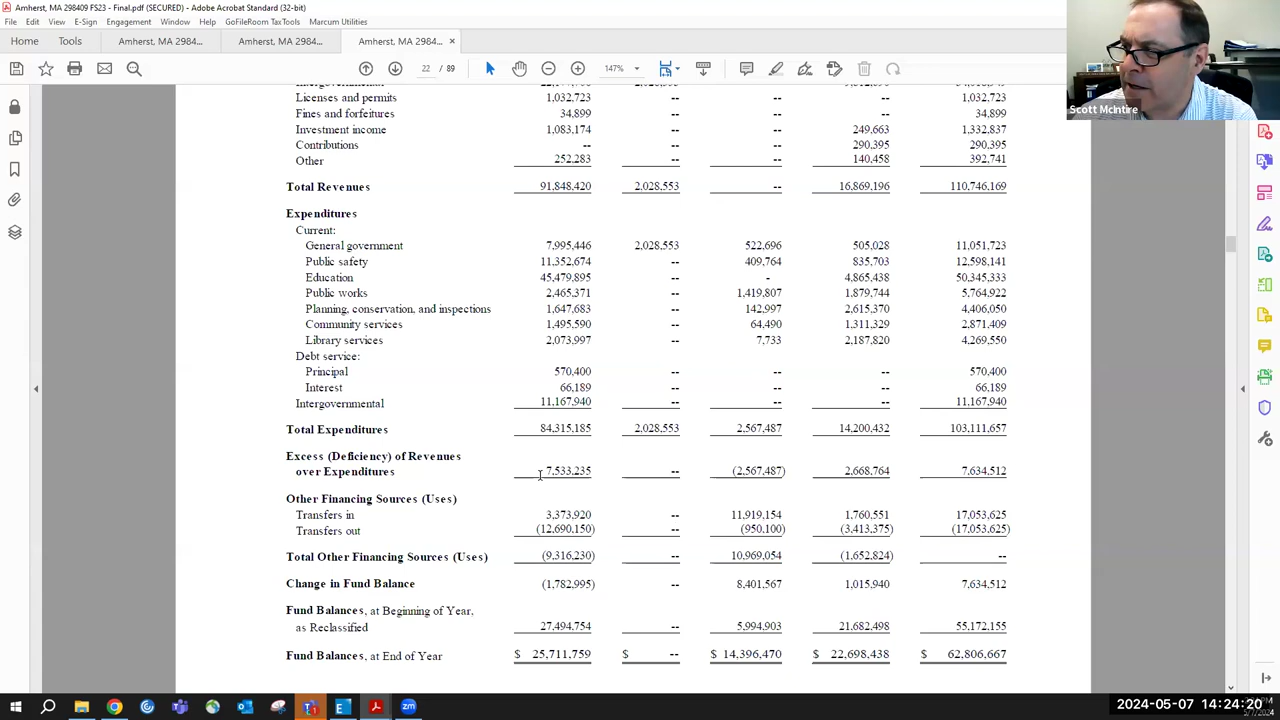 Amherst, MA 298409 FS23 - Final.pdf (SECURED) - Adobe Acrobat Standard (32-bit)
File Edit View E-Sign Engagement Window Help GoFileRoom TaxTools Marcum Utilities
Home Tools Amherst, MA 2984... Amherst, MA 2984... Amherst, MA 2984... ×
22 / 89 147%
Scott McIntire
Licenses and permits 1,032,723 -- -- -- 1,032,723
Fines and forfeitures 34,899 -- -- -- 34,899
Investment income 1,083,174 -- -- 249,663 1,332,837
Contributions -- -- -- 290,395 290,395
Other 252,283 -- -- 140,458 392,741
Total Revenues 91,848,420 2,028,553 -- 16,869,196 110,746,169
Expenditures
Current:
General government 7,995,446 2,028,553 522,696 505,028 11,051,723
Public safety 11,352,674 -- 409,764 835,703 12,598,141
Education 45,479,895 -- - 4,865,438 50,345,333
Public works 2,465,371 -- 1,419,807 1,879,744 5,764,922
Planning, conservation, and inspections 1,647,683 -- 142,997 2,615,370 4,406,050
Community services 1,495,590 -- 64,490 1,311,329 2,871,409
Library services 2,073,997 -- 7,733 2,187,820 4,269,550
Debt service:
Principal 570,400 -- -- -- 570,400
Interest 66,189 -- -- -- 66,189
Intergovernmental 11,167,940 -- -- -- 11,167,940
Total Expenditures 84,315,185 2,028,553 2,567,487 14,200,432 103,111,657
Excess (Deficiency) of Revenues
over Expenditures 7,533,235 -- (2,567,487) 2,668,764 7,634,512
Other Financing Sources (Uses)
Transfers in 3,373,920 -- 11,919,154 1,760,551 17,053,625
Transfers out (12,690,150) -- (950,100) (3,413,375) (17,053,625)
Total Other Financing Sources (Uses) (9,316,230) -- 10,969,054 (1,652,824) --
Change in Fund Balance (1,782,995) -- 8,401,567 1,015,940 7,634,512
Fund Balances, at Beginning of Year,
as Reclassified 27,494,754 -- 5,994,903 21,682,498 55,172,155
Fund Balances, at End of Year $ 25,711,759 $ -- $ 14,396,470 $ 22,698,438 $ 62,806,667
2024-05-07 14:24:20